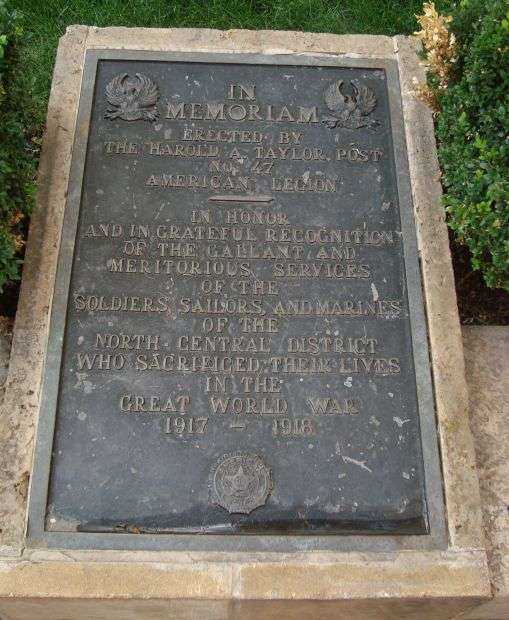 IN
MEMORIAM
ERECTED BY
THE HAROLD A. TAYLOR POST
No. 47
AMERICAN LEGION
IN HONOR
AND IN GRATEFUL RECOGNITION
OF THE GALLANT AND
MERITORIOUS SERVICES
OF THE
SOLDIERS, SAILORS, AND MARINES
OF THE
NORTH CENTRAL DISTRICT
WHO SACRIFICED THEIR LIVES
IN THE
GREAT WORLD WAR
1917 – 1918